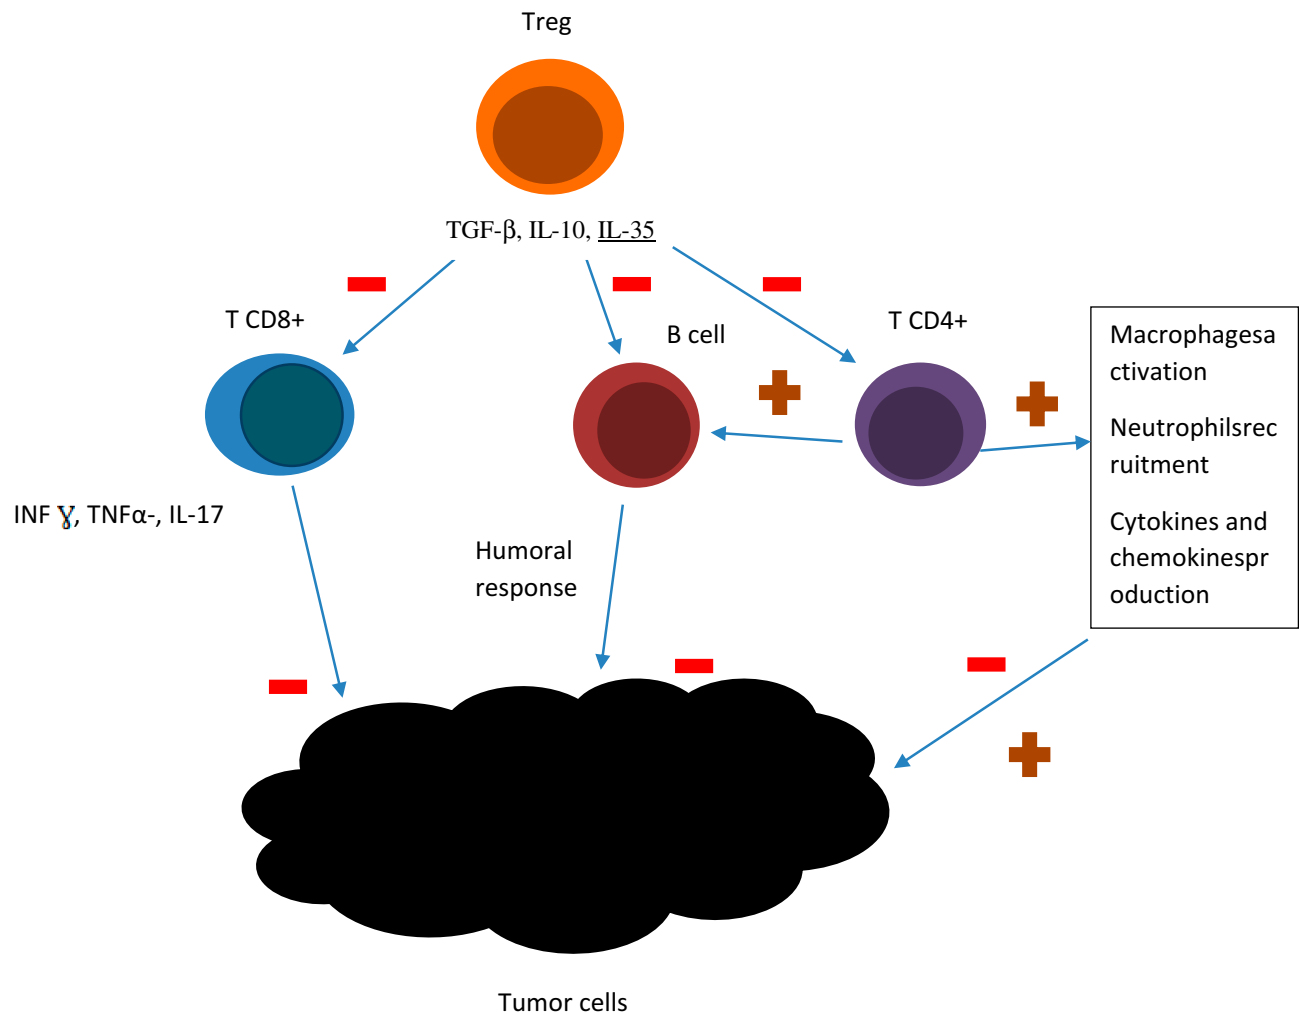 Treg
TGF-β, IL-10, IL-35
T CD8+
B cell
T CD4+
Macrophagesa
ctivation
Neutrophilsrec
ruitment
Cytokines and
chemokinespr
oduction
INF Ɣ, TNFα-, IL-17
Humoral
response
Tumor cells